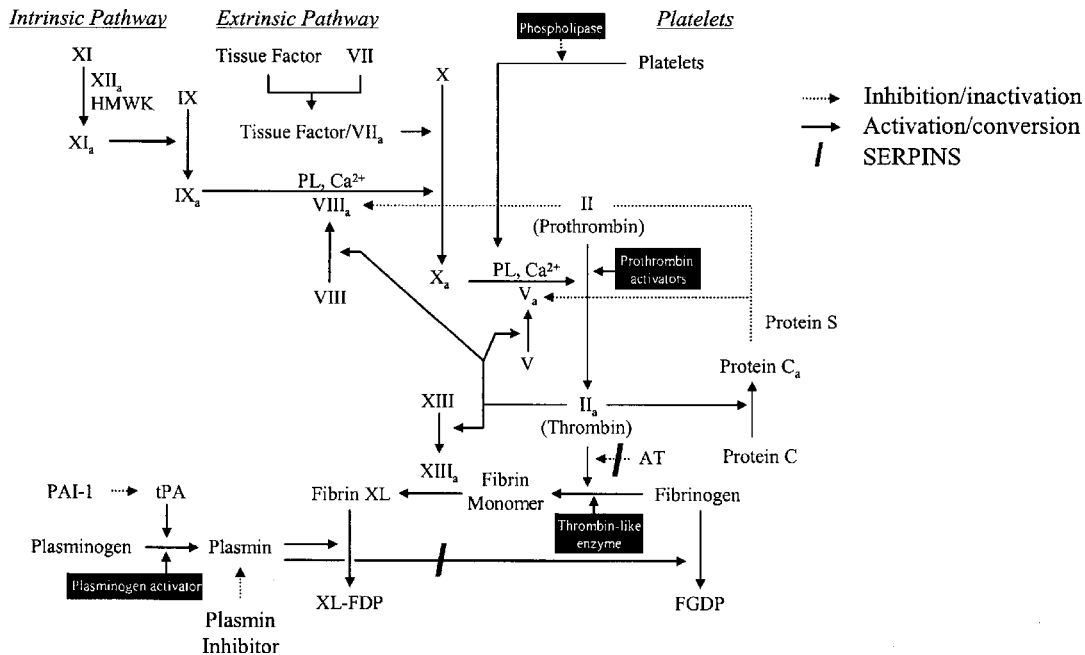 Intrinsic Pathway
Extrinsic Pathway
Platelets
Phospholipase
XI
XIIa
HMWK
XIa
IX
IXa
Tissue Factor
VII
Tissue Factor/VIIa
X
Platelets
Inhibition/inactivation
Activation/conversion
SERPINS
PL, Ca2+
VIIIa
VIII
II
(Prothrombin)
Prothrombin
activators
Xa
PL, Ca2+
Va
V
Protein S
Protein Ca
Protein C
XIII
XIIIa
IIa
(Thrombin)
AT
PAI-1
tPA
Fibrin XL
Fibrin
Monomer
Fibrinogen
Thrombin-like
enzyme
Plasminogen
Plasmin
Plasminogen activator
XL-FDP
FGDP
Plasmin
Inhibitor